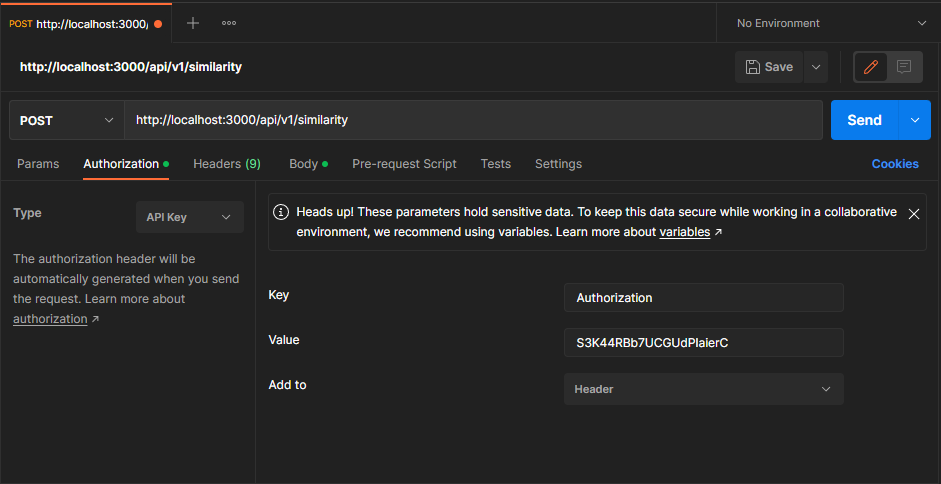 POST http://localhost:3000/
No Environment
http://localhost:3000/api/v1/similarity
Save
POST
http://localhost:3000/api/v1/similarity
Send
Params Authorization Headers (9) Body Pre-request Script Tests Settings Cookies
Type
API Key
The authorization header will be
automatically generated when you send
the request. Learn more about
authorization ↗
Heads up! These parameters hold sensitive data. To keep this data secure while working in a collaborative
environment, we recommend using variables. Learn more about variables ↗
Key
Authorization
Value
S3K44RBb7UCGUdPIaierC
Add to
Header